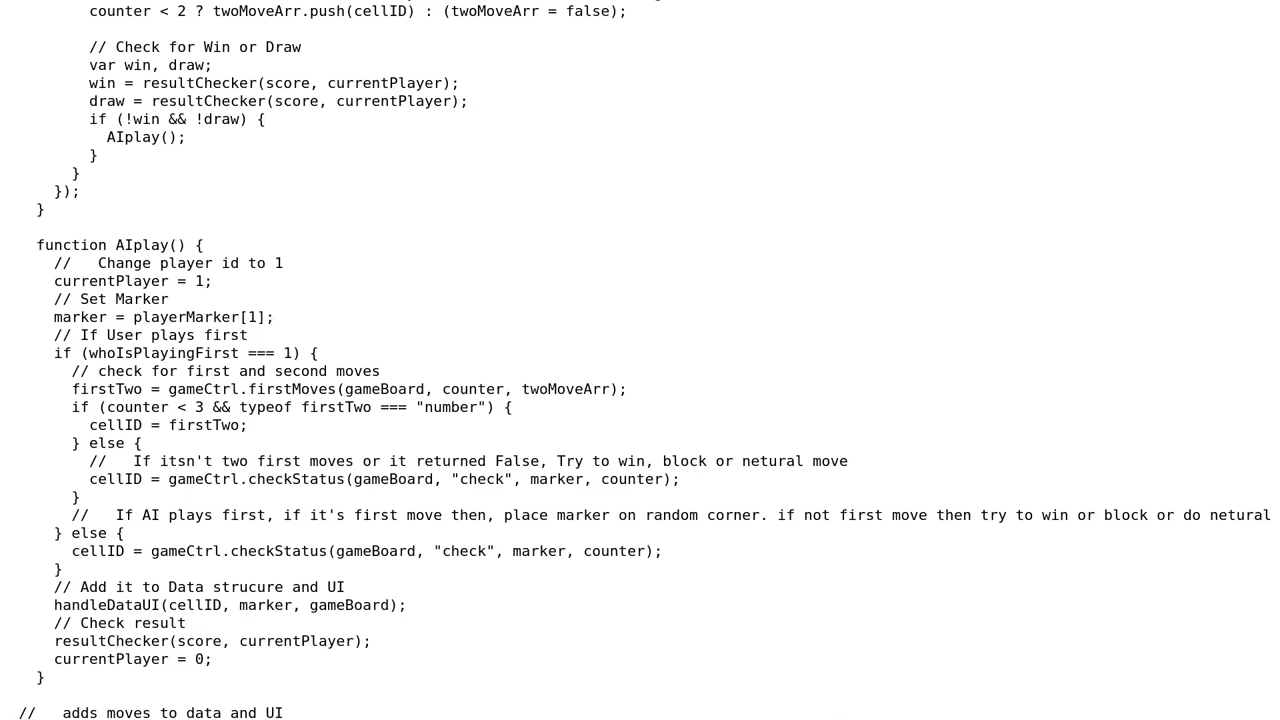 counter < 2 ? twoMoveArr.push(cellID) : (twoMoveArr = false);
// Check for Win or Draw
var win, draw;
win = resultChecker(score, currentPlayer);
draw = resultChecker(score, currentPlayer);
if (!win && !draw) {
AIplay();
}
}
});
}
function AIplay() {
//   Change player id to 1
currentPlayer = 1;
// Set Marker
marker = playerMarker[1];
// If User plays first
if (whoIsPlayingFirst === 1) {
// check for first and second moves
firstTwo = gameCtrl.firstMoves(gameBoard, counter, twoMoveArr);
if (counter < 3 && typeof firstTwo === "number") {
cellID = firstTwo;
} else {
//   If itsn't two first moves or it returned False, Try to win, block or netural move
cellID = gameCtrl.checkStatus(gameBoard, "check", marker, counter);
}
//   If AI plays first, if it's first move then, place marker on random corner. if not first move then try to win or block or do netural
} else {
cellID = gameCtrl.checkStatus(gameBoard, "check", marker, counter);
}
// Add it to Data strucure and UI
handleDataUI(cellID, marker, gameBoard);
// Check result
resultChecker(score, currentPlayer);
currentPlayer = 0;
}
//   adds moves to data and UI